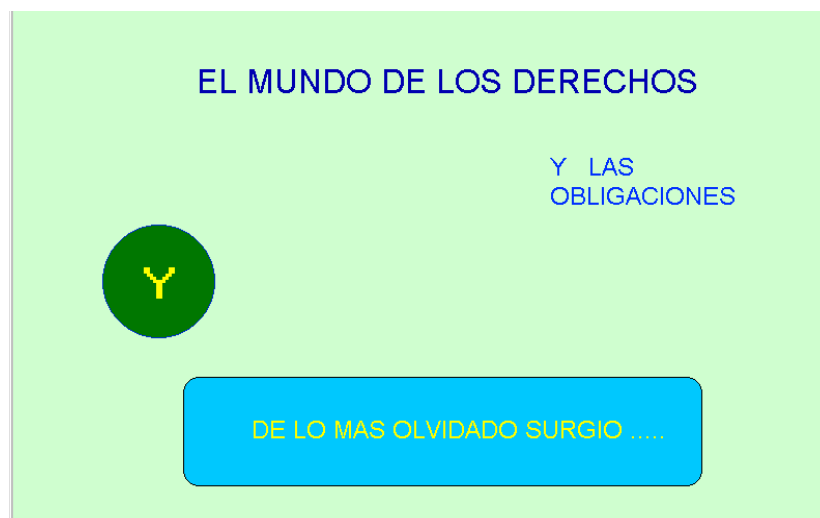 EL MUNDO DE LOS DERECHOS
Y LAS
OBLIGACIONES
Y
DE LO MAS OLVIDADO SURGIO .....